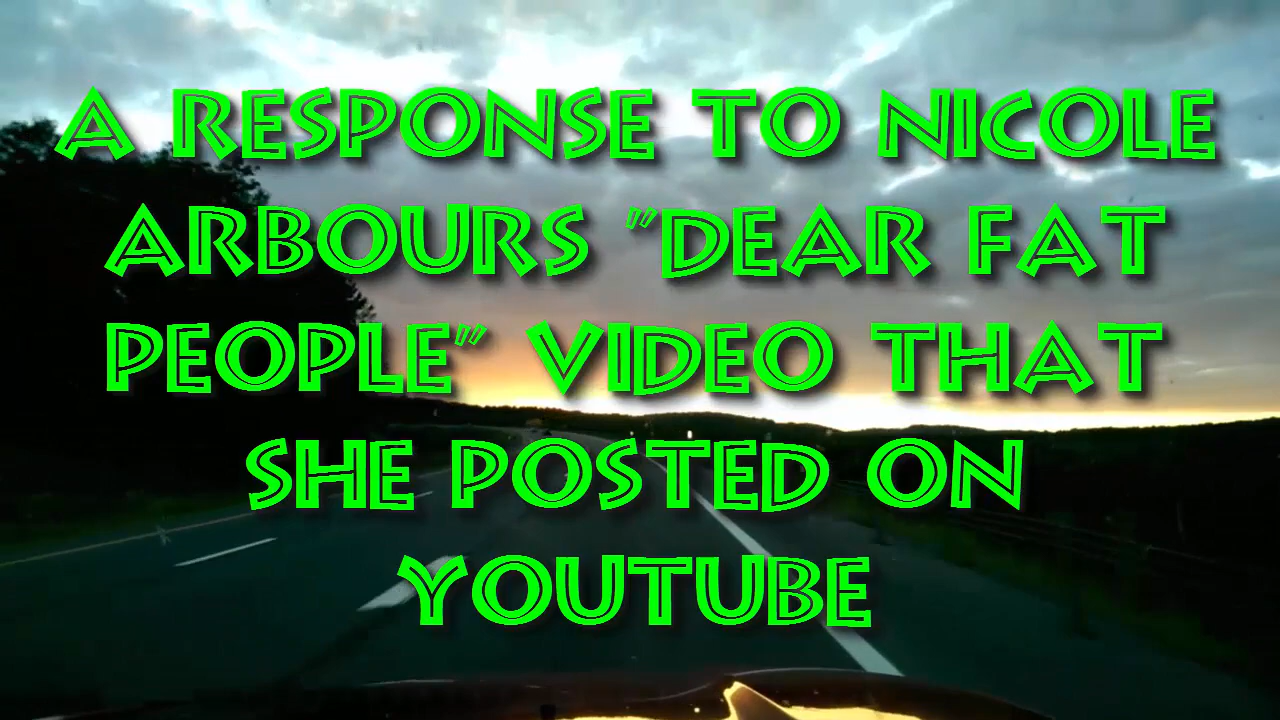 A RESPONSE TO NICOLE
ARBOURS "DEAR FAT
PEOPLE" VIDEO THAT
SHE POSTED ON
YOUTUBE